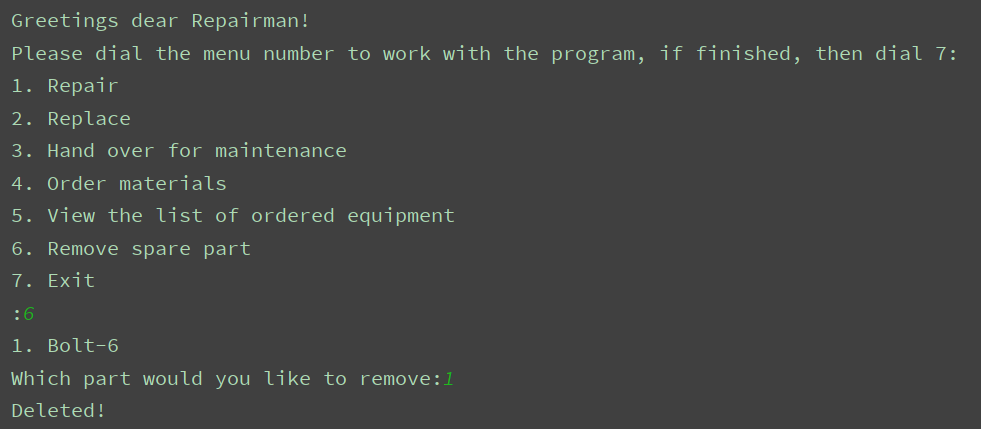 Greetings dear Repairman!
Please dial the menu number to work with the program, if finished, then dial 7:
1. Repair
2. Replace
3. Hand over for maintenance
4. Order materials
5. View the list of ordered equipment
6. Remove spare part
7. Exit
:6
1. Bolt-6
Which part would you like to remove:1
Deleted!